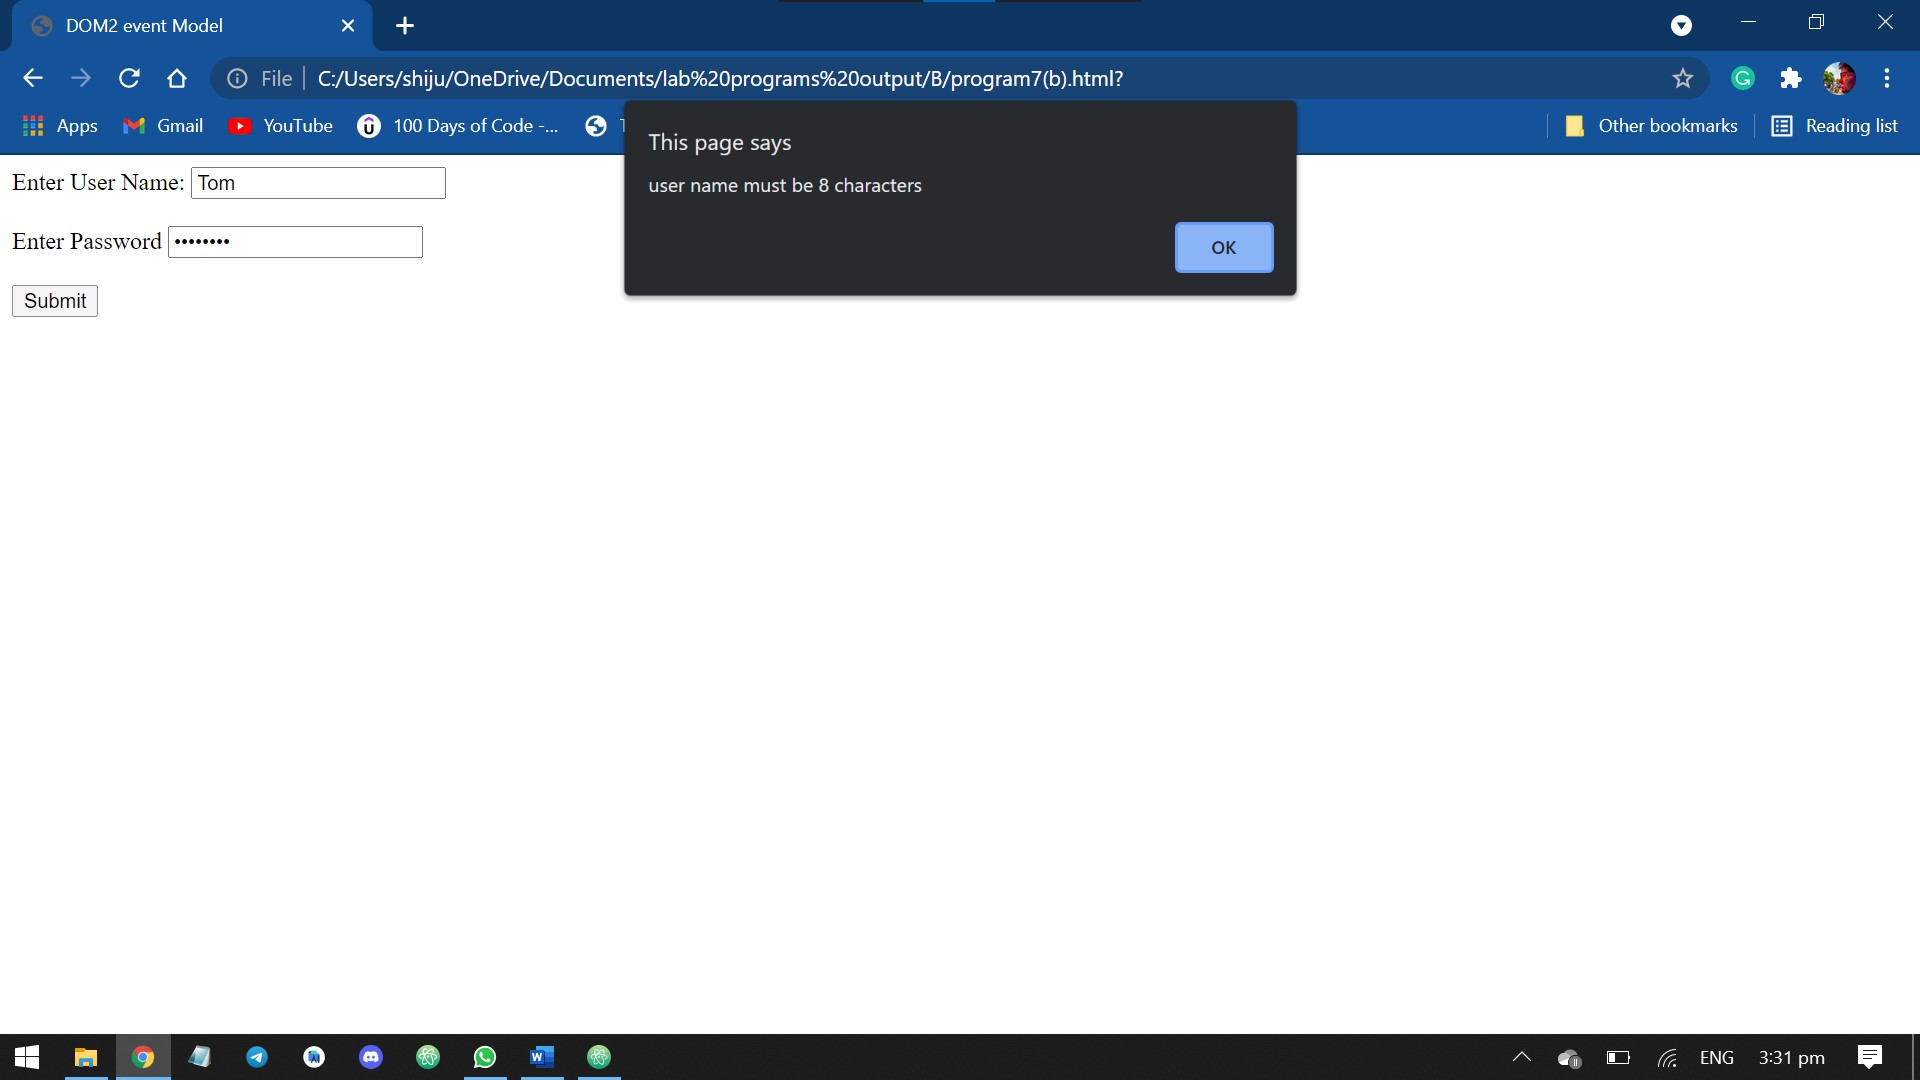 DOM2 event Model
File
C:/Users/shiju/OneDrive/Documents/lab%20programs%20output/B/program7(b).html?
Apps
Gmail
YouTube
100 Days of Code -...
Other bookmarks
Reading list
This page says
user name must be 8 characters
OK
Enter User Name: Tom
Enter Password ••••••••
Submit
ENG
3:31 pm